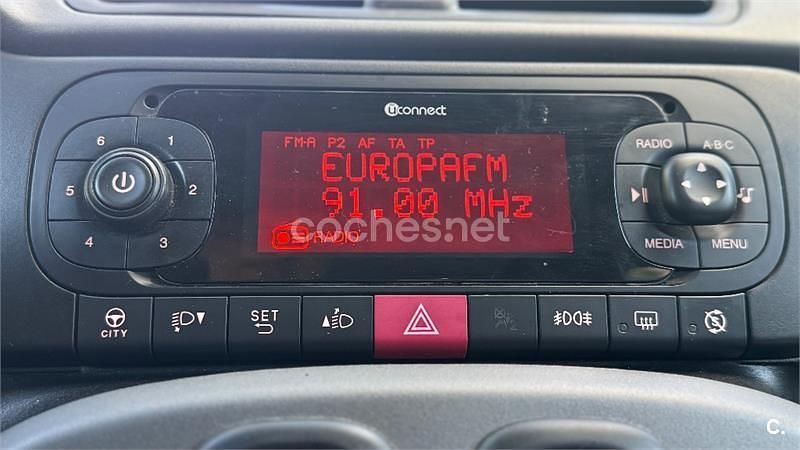 uconnect
FM-A P2 AF TA TP
EUROPAFM
91.00 MHz
RADIO
coches.net
6 1
5 2
4 3
RADIO A·B·C
MEDIA MENU
CITY
SET
C.